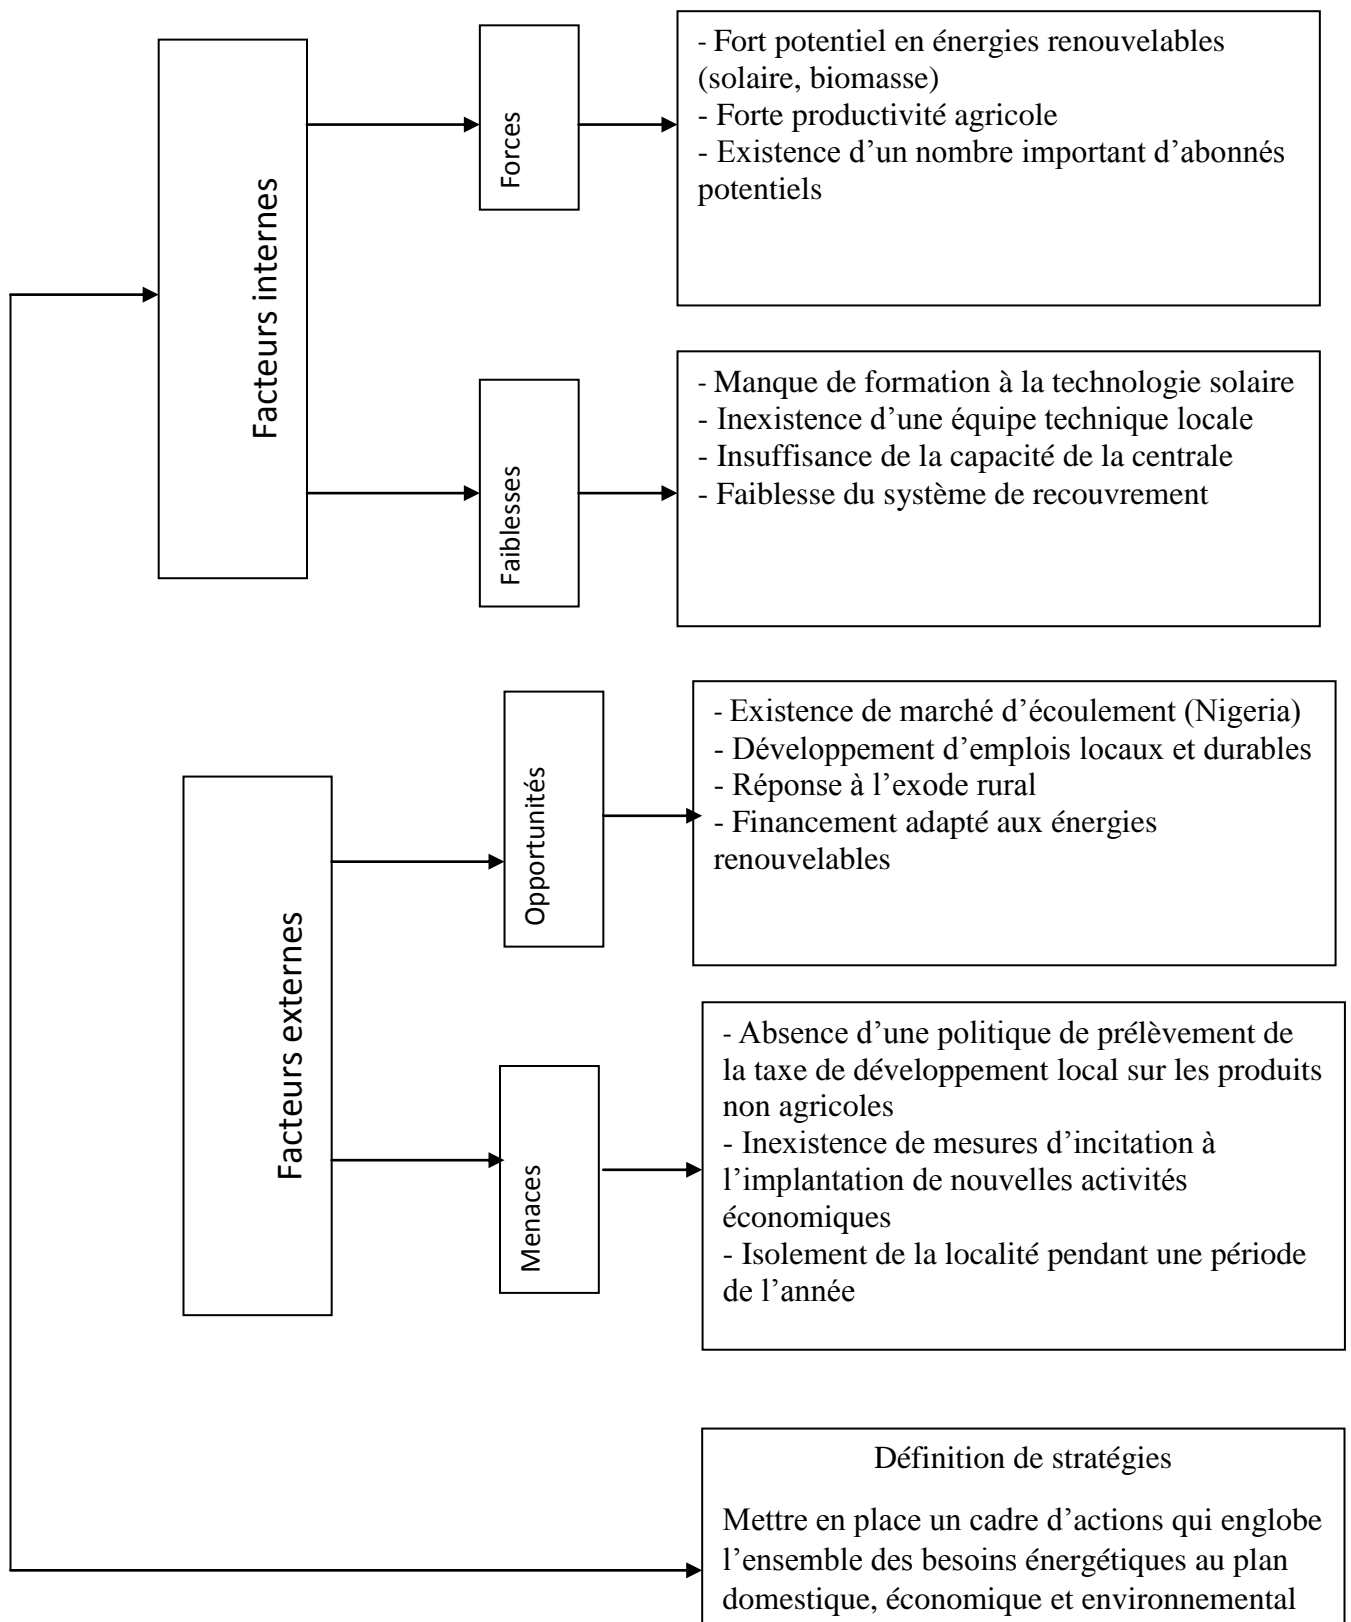 Facteurs internes
Forces
- Fort potentiel en énergies renouvelables
(solaire, biomasse)
- Forte productivité agricole
- Existence d’un nombre important d’abonnés
potentiels
Faiblesses
- Manque de formation à la technologie solaire
- Inexistence d’une équipe technique locale
- Insuffisance de la capacité de la centrale
- Faiblesse du système de recouvrement
Facteurs externes
Opportunités
- Existence de marché d’écoulement (Nigeria)
- Développement d’emplois locaux et durables
- Réponse à l’exode rural
- Financement adapté aux énergies
renouvelables
Menaces
- Absence d’une politique de prélèvement de
la taxe de développement local sur les produits
non agricoles
- Inexistence de mesures d’incitation à
l’implantation de nouvelles activités
économiques
- Isolement de la localité pendant une période
de l’année
Définition de stratégies
Mettre en place un cadre d’actions qui englobe
l’ensemble des besoins énergétiques au plan
domestique, économique et environnemental